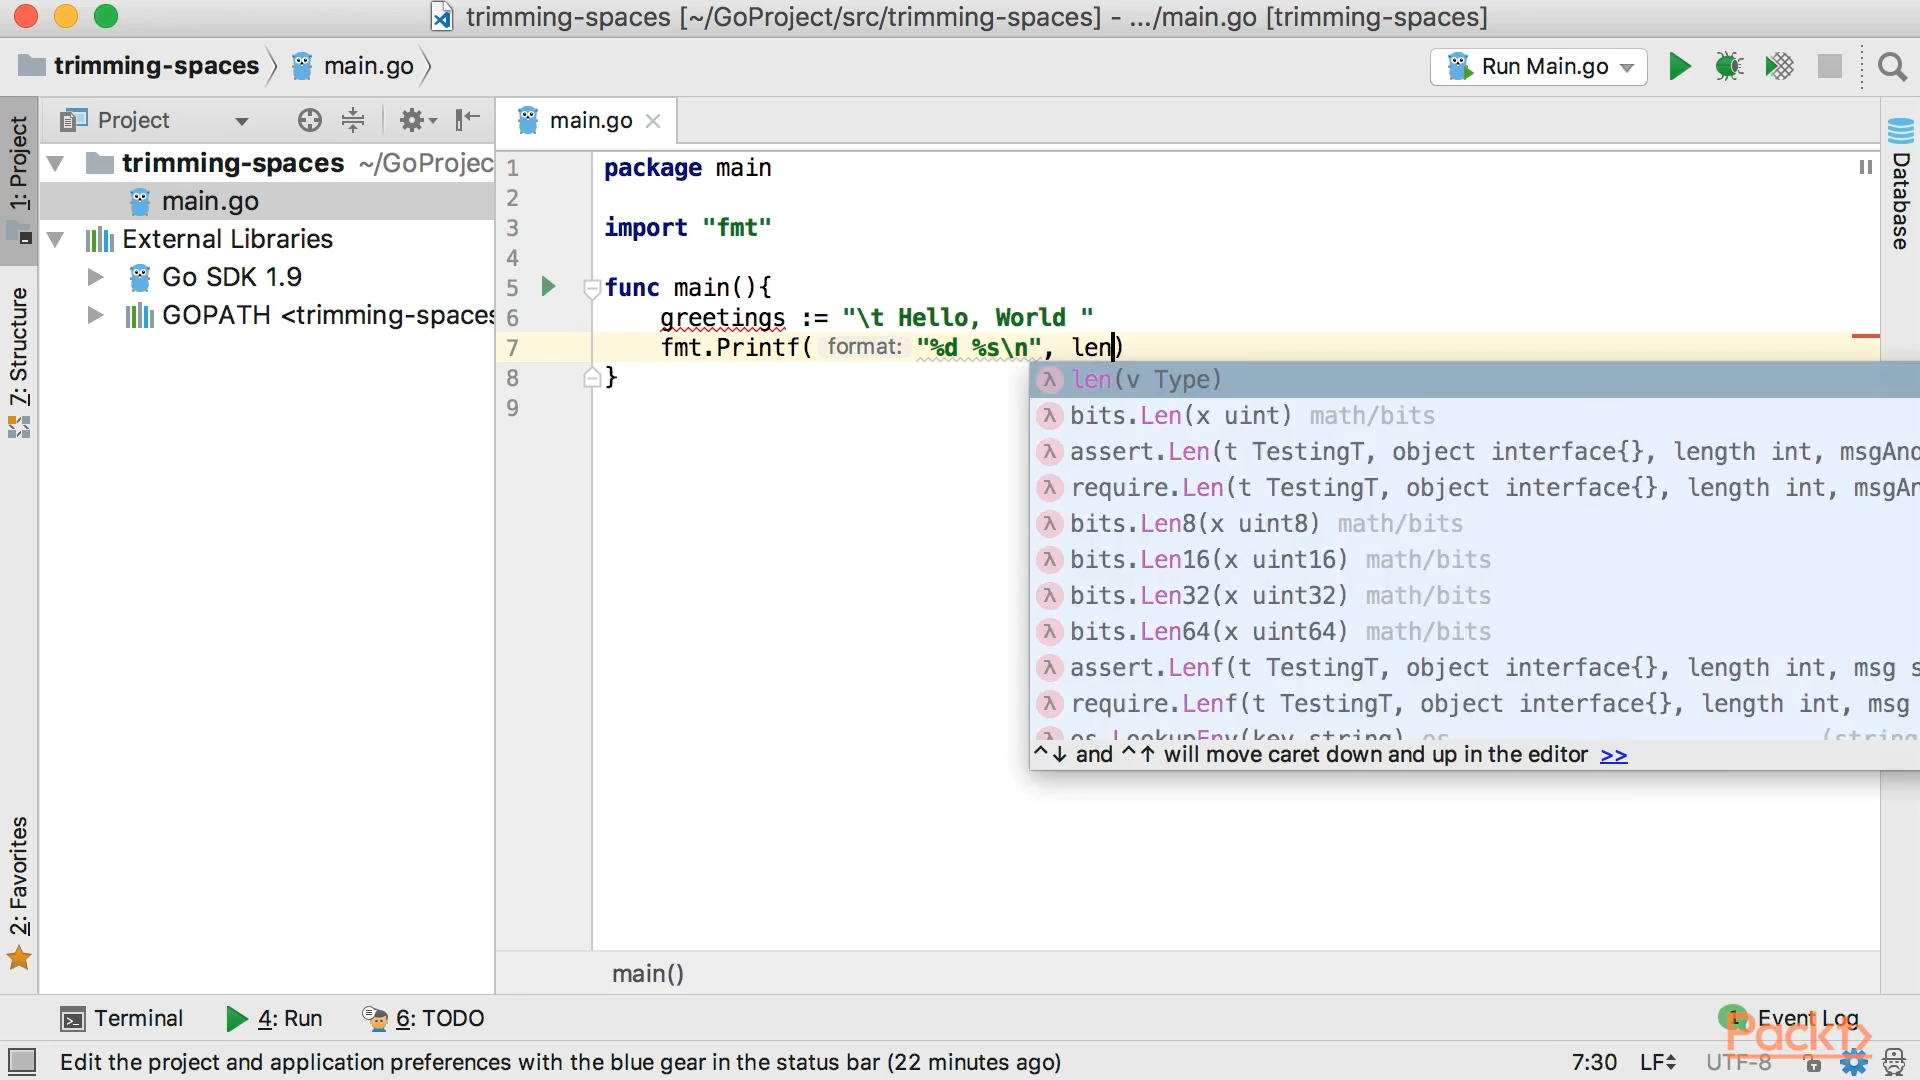 trimming-spaces [~/GoProject/src/trimming-spaces] - .../main.go [trimming-spaces]
trimming-spaces main.go Run Main.go
1: Project
7: Structure
2: Favorites
Project
trimming-spaces ~/GoProjec
main.go
External Libraries
Go SDK 1.9
GOPATH <trimming-spaces
main.go
1 package main
2
3 import "fmt"
4
5 func main(){
6 greetings := "\t Hello, World "
7 fmt.Printf( format: "%d %s\n", len)
8 }
9
λ len(v Type)
λ bits.Len(x uint) math/bits
λ assert.Len(t TestingT, object interface{}, length int, msgAnd
λ require.Len(t TestingT, object interface{}, length int, msgAn
λ bits.Len8(x uint8) math/bits
λ bits.Len16(x uint16) math/bits
λ bits.Len32(x uint32) math/bits
λ bits.Len64(x uint64) math/bits
λ assert.Lenf(t TestingT, object interface{}, length int, msg s
λ require.Lenf(t TestingT, object interface{}, length int, msg
λ os.LookupEnv(key string) os (string
^↓ and ^↑ will move caret down and up in the editor >>
Database
main()
Terminal 4: Run 6: TODO 1 Event Log
Packt>
Edit the project and application preferences with the blue gear in the status bar (22 minutes ago) 7:30 LF UTF-8